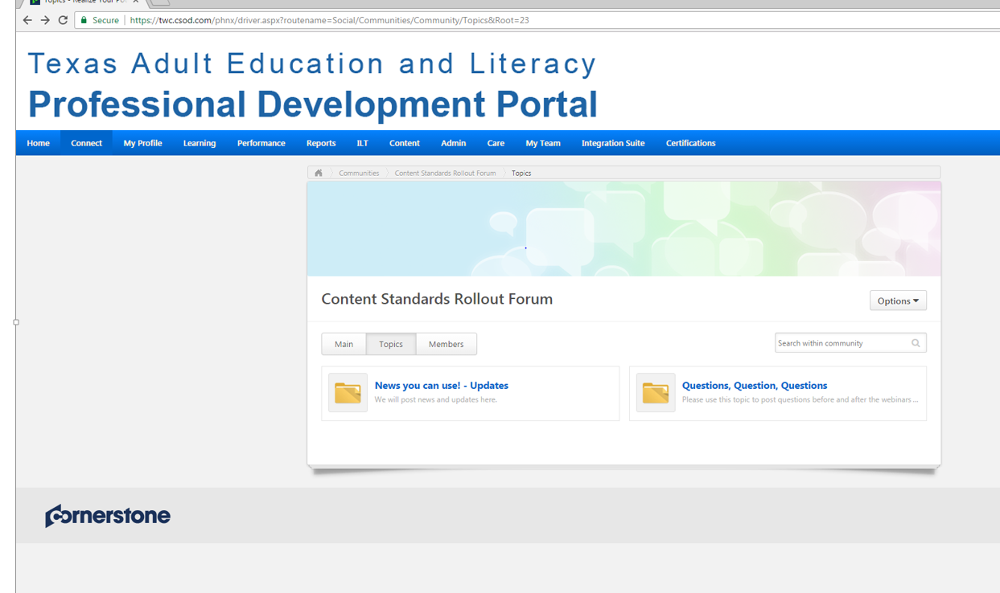 Topics - Realize Your Po
Secure | https://twc.csod.com/phnx/driver.aspx?routename=Social/Communities/Community/Topics&Root=23
Texas Adult Education and Literacy
Professional Development Portal
Home Connect My Profile Learning Performance Reports ILT Content Admin Care My Team Integration Suite Certifications
Communities Content Standards Rollout Forum Topics
Content Standards Rollout Forum
Options
Main Topics Members Search within community
News you can use! - Updates
We will post news and updates here.
Questions, Question, Questions
Please use this topic to post questions before and after the webinars ...
cornerstone